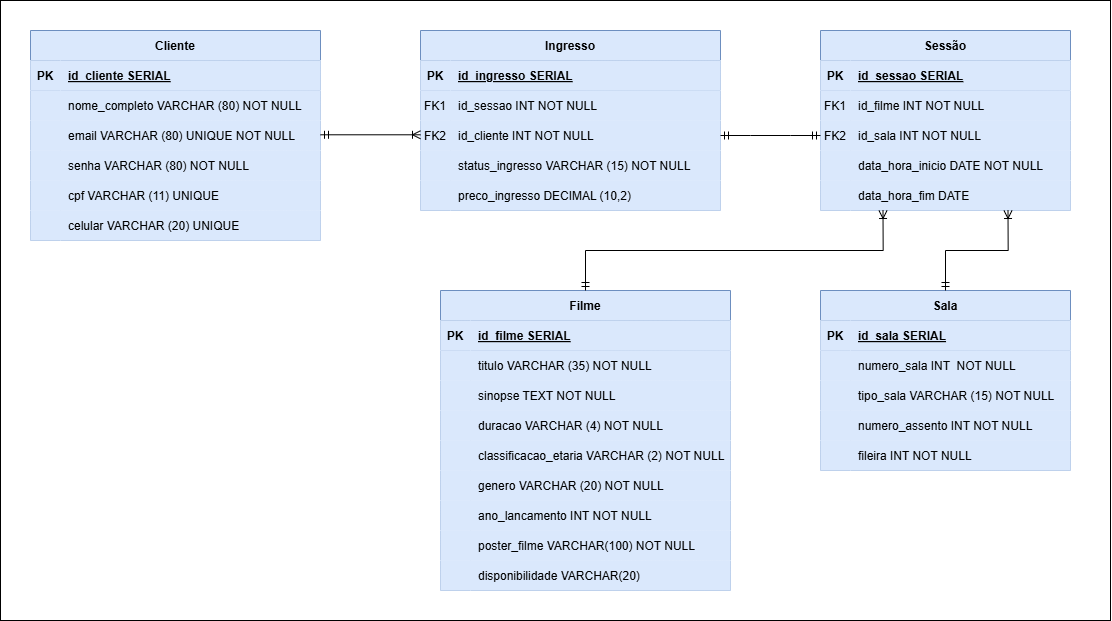 Cliente
PK id_cliente SERIAL
nome_completo VARCHAR (80) NOT NULL
email VARCHAR (80) UNIQUE NOT NULL
senha VARCHAR (80) NOT NULL
cpf VARCHAR (11) UNIQUE
celular VARCHAR (20) UNIQUE
Ingresso
PK id_ingresso SERIAL
FK1 id_sessao INT NOT NULL
FK2 id_cliente INT NOT NULL
status_ingresso VARCHAR (15) NOT NULL
preco_ingresso DECIMAL (10,2)
Sessão
PK id_sessao SERIAL
FK1 id_filme INT NOT NULL
FK2 id_sala INT NOT NULL
data_hora_inicio DATE NOT NULL
data_hora_fim DATE
Filme
PK id_filme SERIAL
titulo VARCHAR (35) NOT NULL
sinopse TEXT NOT NULL
duracao VARCHAR (4) NOT NULL
classificacao_etaria VARCHAR (2) NOT NULL
genero VARCHAR (20) NOT NULL
ano_lancamento INT NOT NULL
poster_filme VARCHAR(100) NOT NULL
disponibilidade VARCHAR(20)
Sala
PK id_sala SERIAL
numero_sala INT  NOT NULL
tipo_sala VARCHAR (15) NOT NULL
numero_assento INT NOT NULL
fileira INT NOT NULL